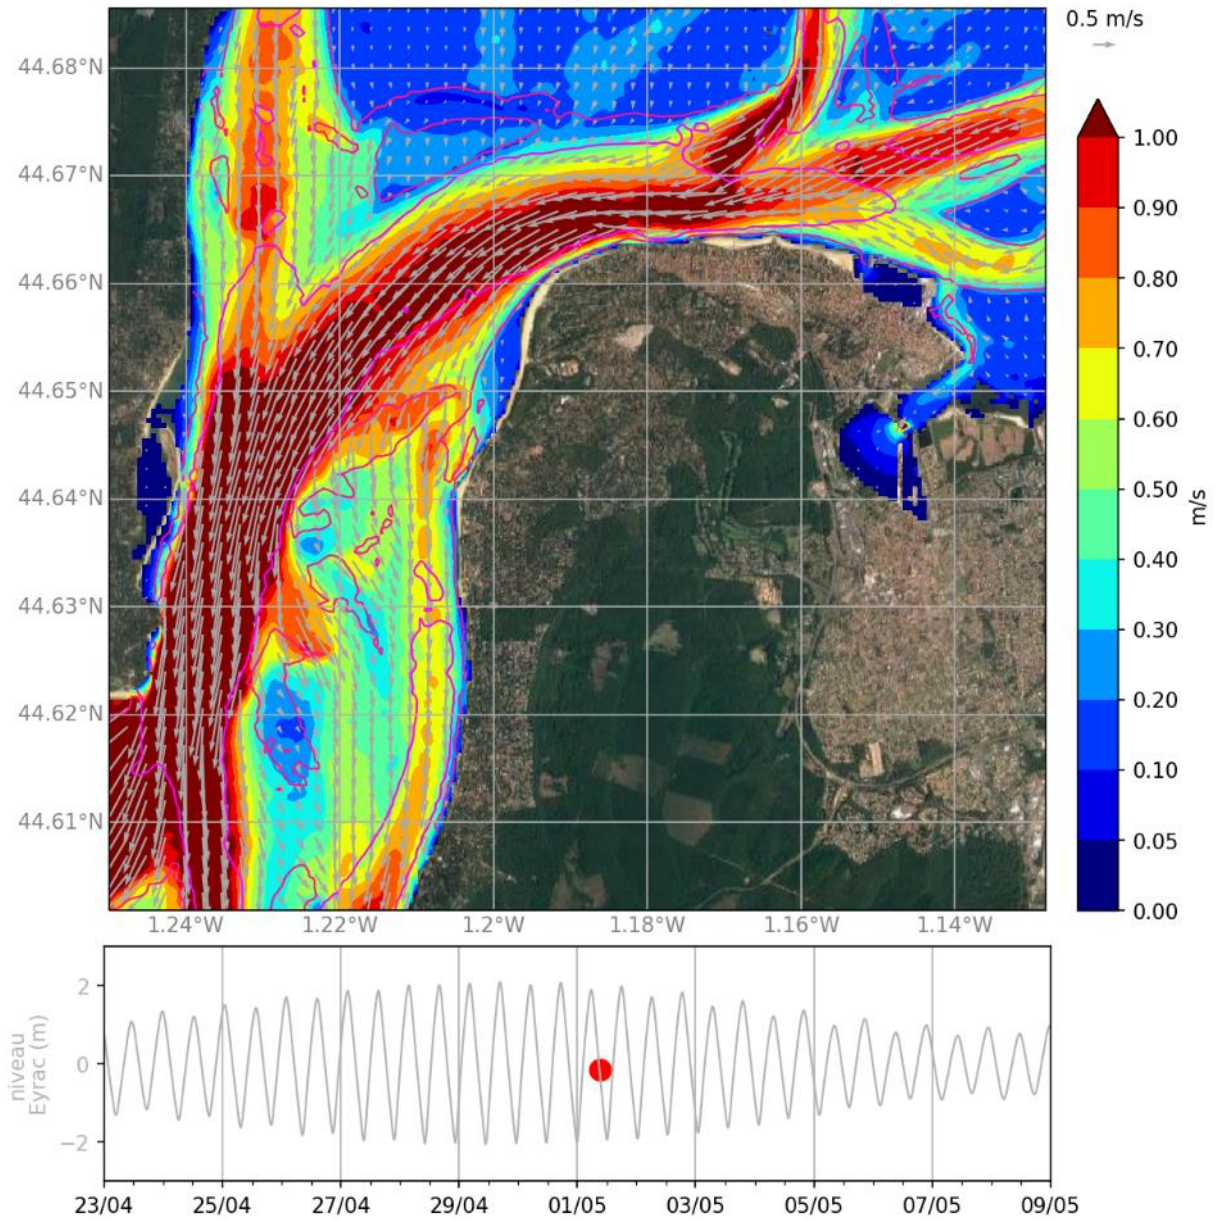 0.5 m/s
44.68°N
44.67°N
44.66°N
44.65°N
44.64°N
44.63°N
44.62°N
44.61°N
1.24°W 1.22°W 1.2°W 1.18°W 1.16°W 1.14°W
1.00
0.90
0.80
0.70
0.60
0.50
0.40
0.30
0.20
0.10
0.05
0.00
m/s
niveau
Eyrac (m)
2
0
−2
23/04 25/04 27/04 29/04 01/05 03/05 05/05 07/05 09/05